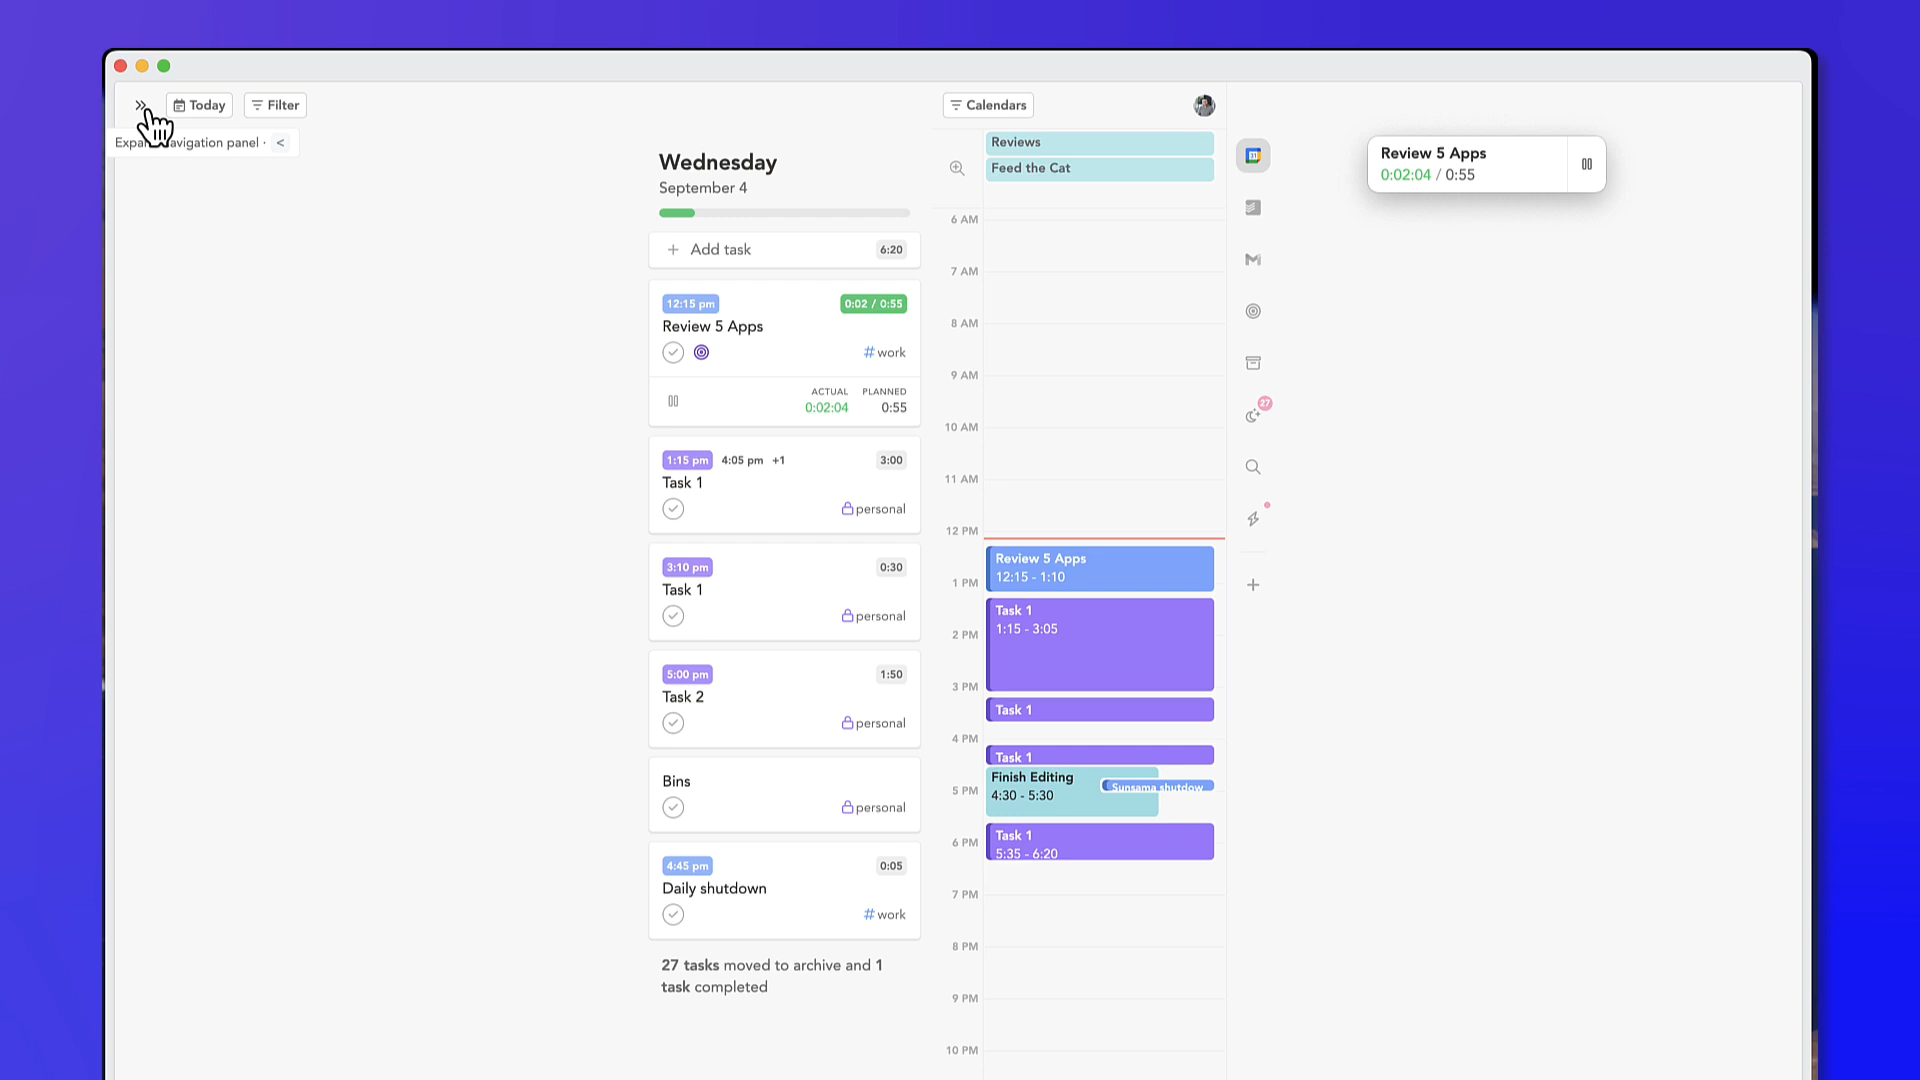 Today
Filter
Expan
avigation panel · <
Wednesday
September 4
Add task
6:20
12:15 pm
0:02 / 0:55
Review 5 Apps
# work
ACTUAL
PLANNED
0:02:04
0:55
1:15 pm
4:05 pm
+1
3:00
Task 1
personal
3:10 pm
0:30
Task 1
personal
5:00 pm
1:50
Task 2
personal
Bins
personal
4:45 pm
0:05
Daily shutdown
# work
27 tasks moved to archive and 1
task completed
Calendars
Reviews
Feed the Cat
6 AM
7 AM
8 AM
9 AM
10 AM
11 AM
12 PM
Review 5 Apps
12:15 - 1:10
1 PM
Task 1
1:15 - 3:05
2 PM
3 PM
Task 1
4 PM
Task 1
Finish Editing
4:30 - 5:30
Sunsama shutdow
5 PM
Task 1
5:35 - 6:20
6 PM
7 PM
8 PM
9 PM
10 PM
31
27
Review 5 Apps
0:02:04 / 0:55